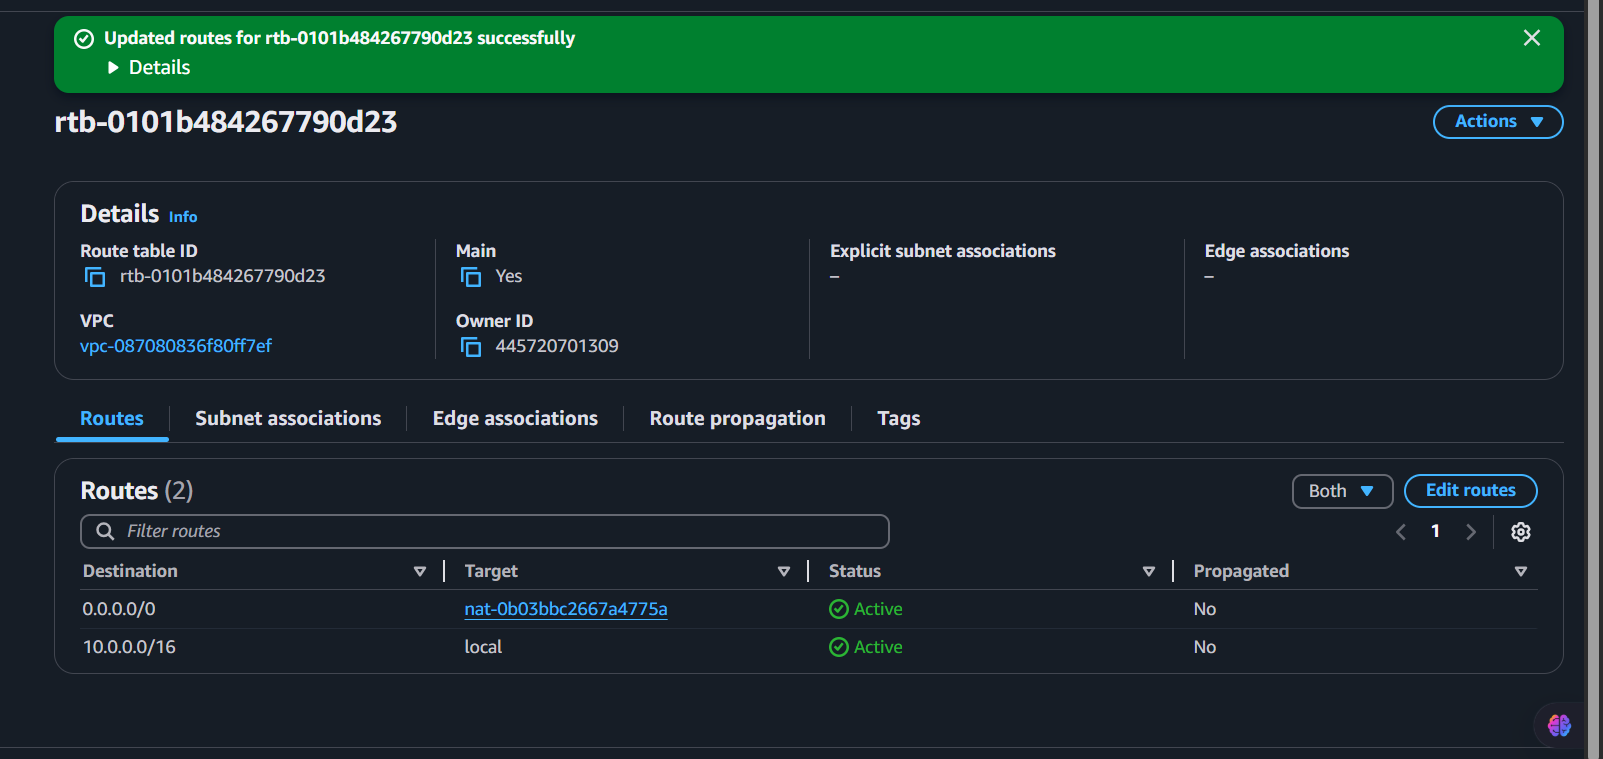 Updated routes for rtb-0101b484267790d23 successfully
Details
rtb-0101b484267790d23
Actions
Details Info
Route table ID
rtb-0101b484267790d23
Main
Yes
Explicit subnet associations
–
Edge associations
–
VPC
vpc-087080836f80ff7ef
Owner ID
445720701309
Routes Subnet associations Edge associations Route propagation Tags
Routes (2)
Both Edit routes
Filter routes
1
Destination Target Status Propagated
0.0.0.0/0 nat-0b03bbc2667a4775a Active No
10.0.0.0/16 local Active No